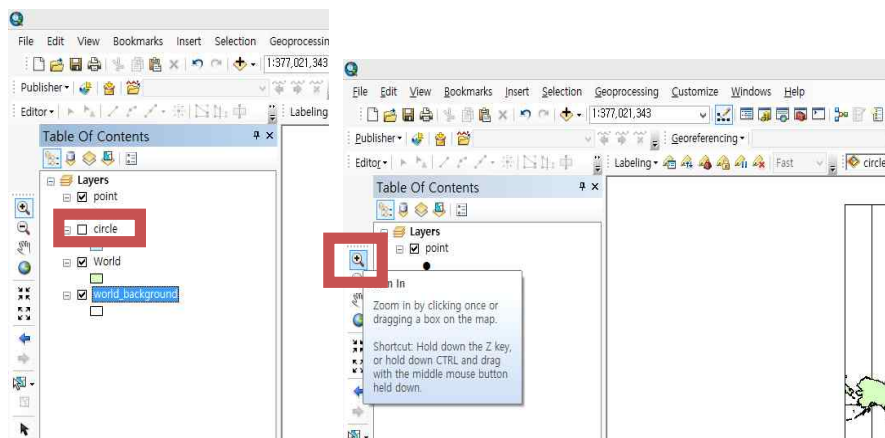 File Edit View Bookmarks Insert Selection Geoprocessin
1:377,021,343
Publisher
Editor Labeling
Table Of Contents
Layers
point
circle
World
world_background
File Edit View Bookmarks Insert Selection Geoprocessing Customize Windows Help
1:377,021,343
Publisher Georeferencing
Editor Labeling Fast circle
Table Of Contents
Layers
point
In
Zoom in by clicking once or
dragging a box on the map.
Shortcut: Hold down the Z key,
or hold down CTRL and drag
with the middle mouse button
held down.